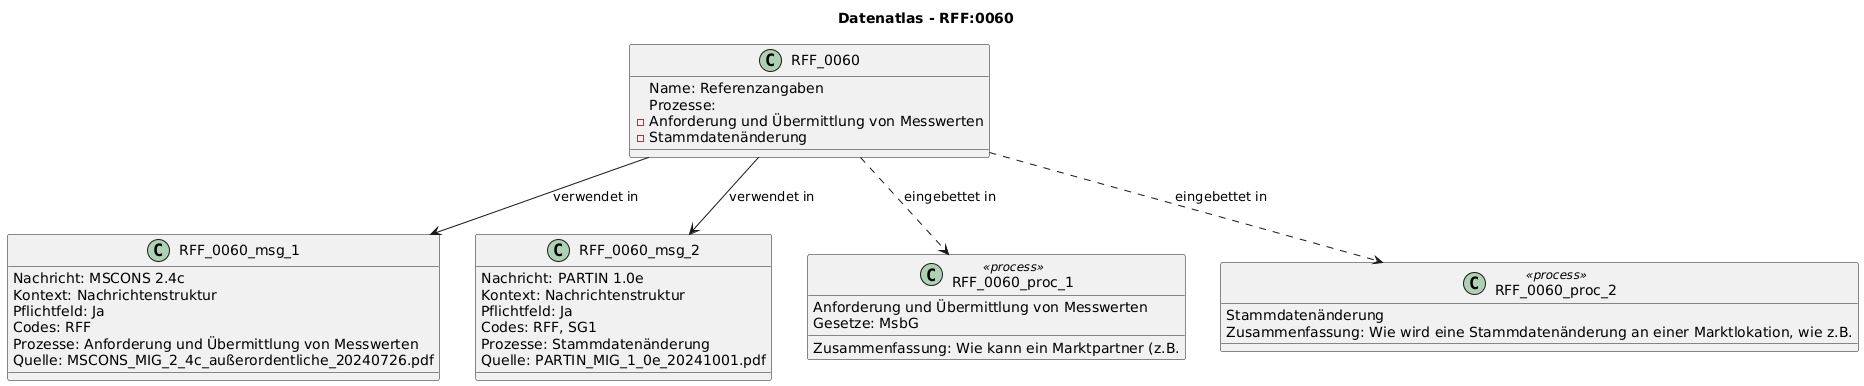 Datenatlas - RFF:0060
C RFF_0060
Name: Referenzangaben
Prozesse:
Anforderung und Übermittlung von Messwerten
Stammdatenänderung
verwendet in
verwendet in
eingebettet in
eingebettet in
C RFF_0060_msg_1
Nachricht: MSCONS 2.4c
Kontext: Nachrichtenstruktur
Pflichtfeld: Ja
Codes: RFF
Prozesse: Anforderung und Übermittlung von Messwerten
Quelle: MSCONS_MIG_2_4c_außerordentliche_20240726.pdf
C RFF_0060_msg_2
Nachricht: PARTIN 1.0e
Kontext: Nachrichtenstruktur
Pflichtfeld: Ja
Codes: RFF, SG1
Prozesse: Stammdatenänderung
Quelle: PARTIN_MIG_1_0e_20241001.pdf
«process»
C RFF_0060_proc_1
Anforderung und Übermittlung von Messwerten
Gesetze: MsbG
Zusammenfassung: Wie kann ein Marktpartner (z.B.
«process»
C RFF_0060_proc_2
Stammdatenänderung
Zusammenfassung: Wie wird eine Stammdatenänderung an einer Marktlokation, wie z.B.